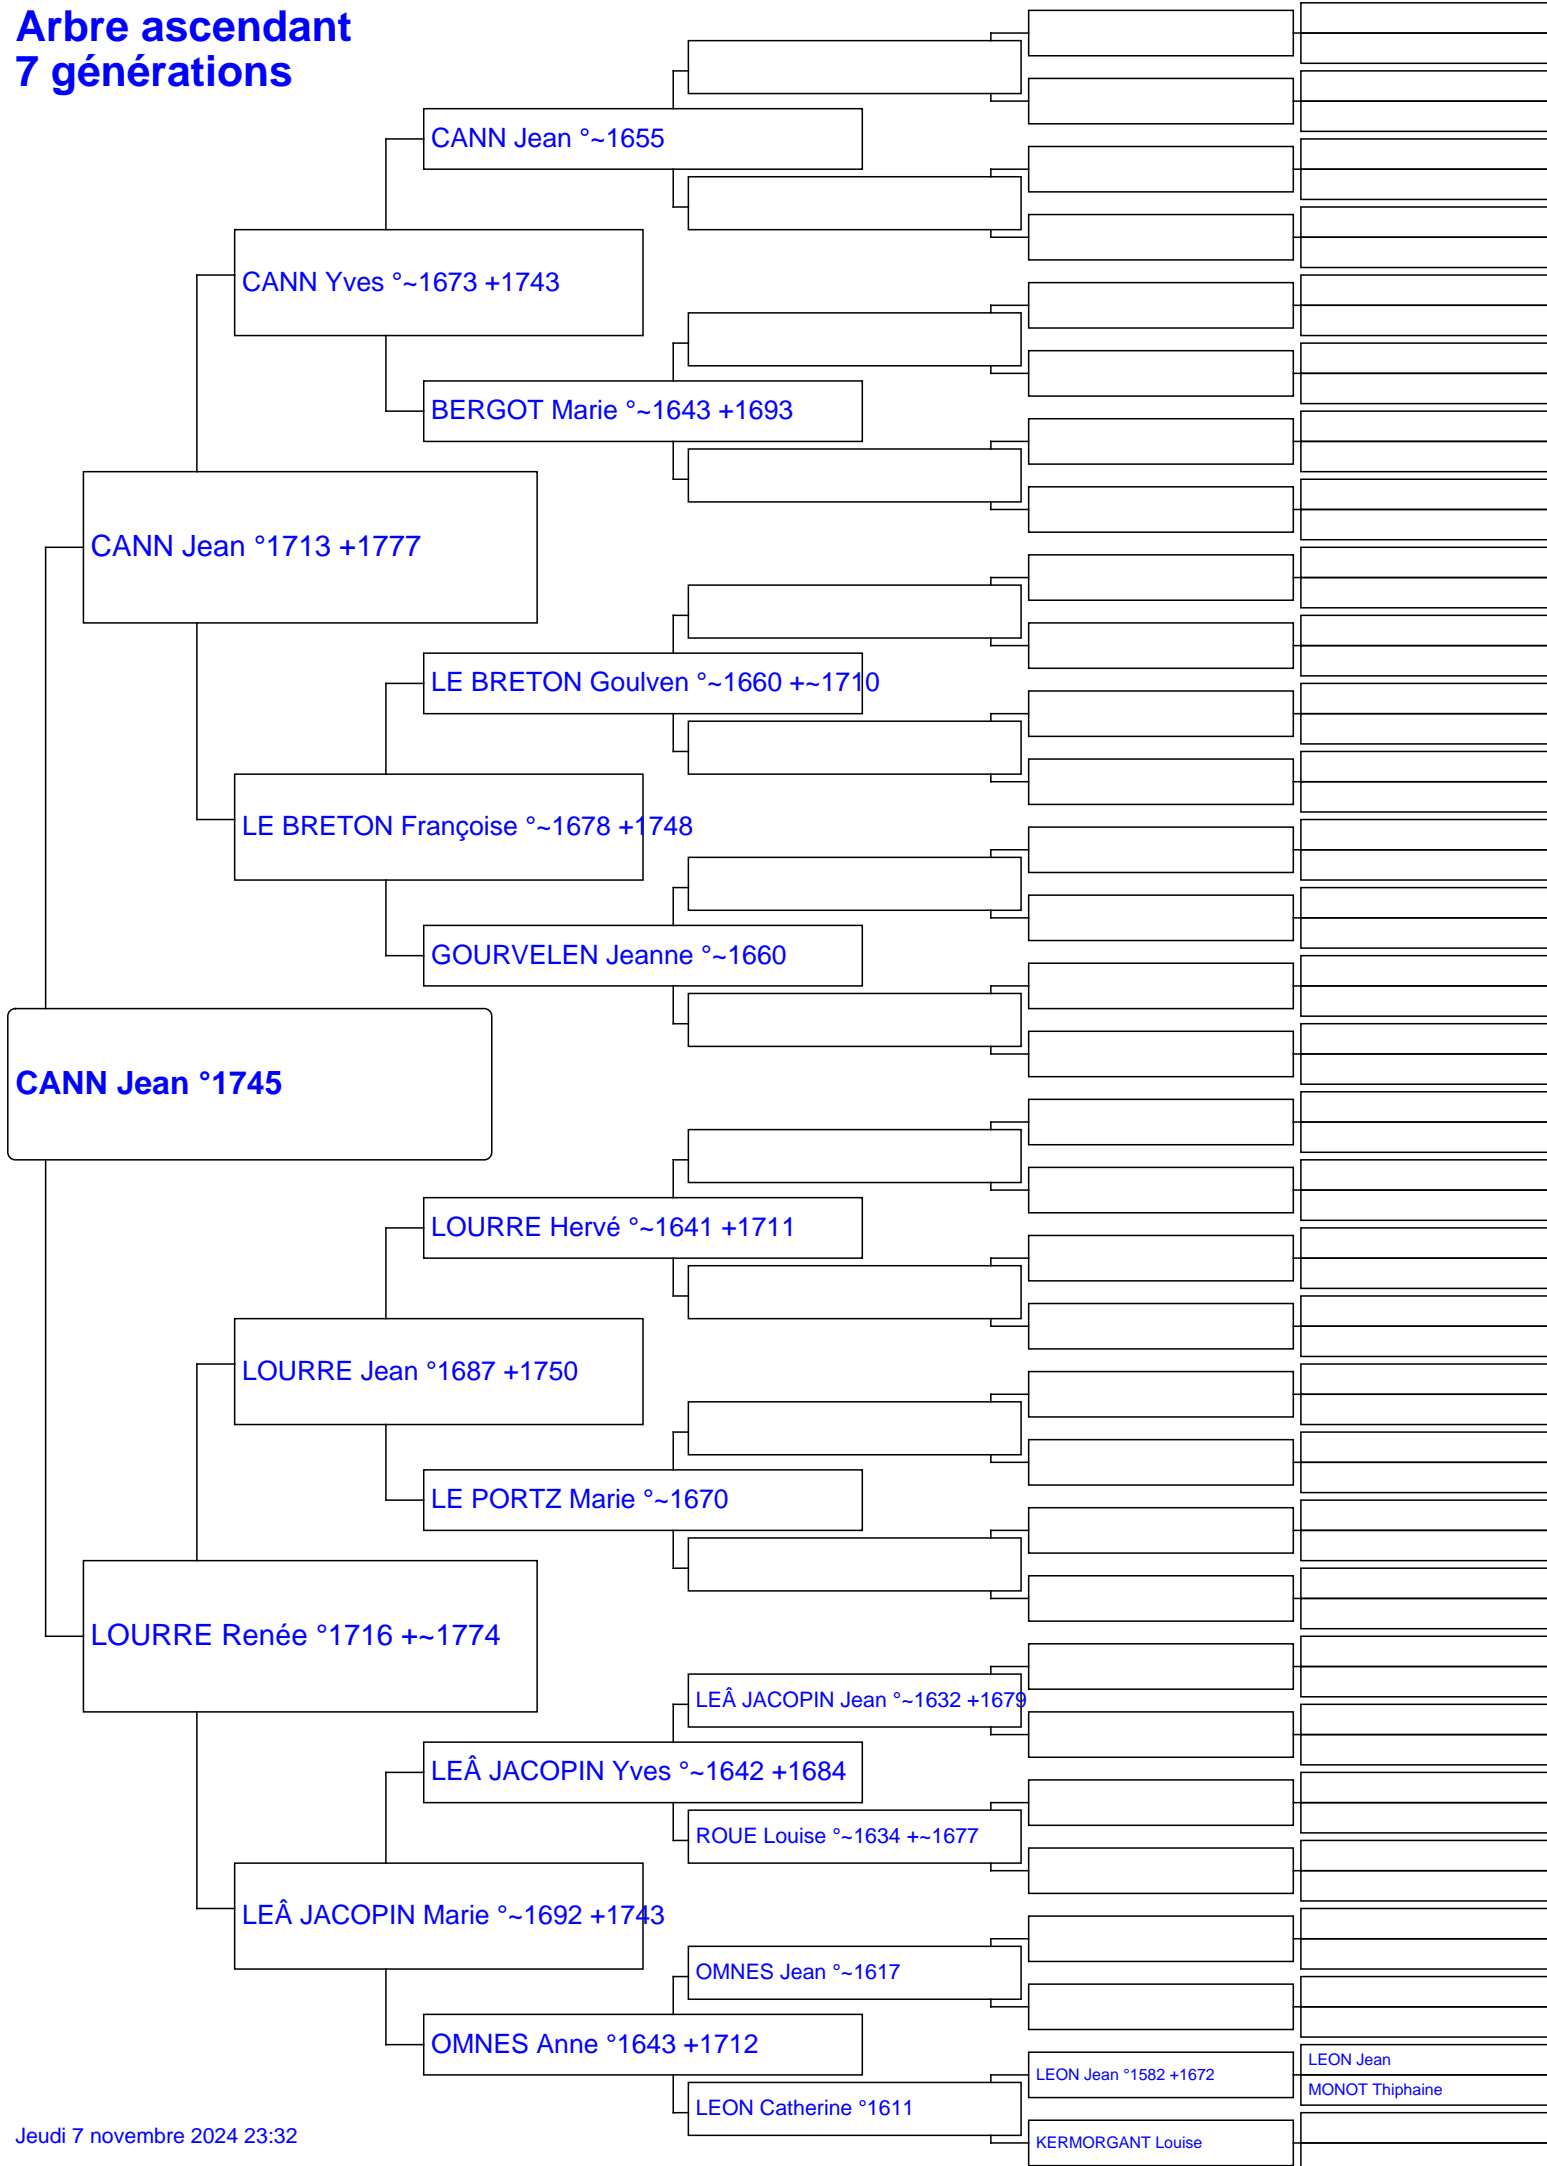 Arbre ascendant
7 générations
CANN Jean °~1655
CANN Yves °~1673 +1743
BERGOT Marie °~1643 +1693
CANN Jean °1713 +1777
LE BRETON Goulven °~1660 +~1710
LE BRETON Françoise °~1678 +1748
GOURVELEN Jeanne °~1660
CANN Jean °1745
LOURRE Hervé °~1641 +1711
LOURRE Jean °1687 +1750
LE PORTZ Marie °~1670
LOURRE Renée °1716 +~1774
LEÂ JACOPIN Jean °~1632 +1679
LEÂ JACOPIN Yves °~1642 +1684
ROUE Louise °~1634 +~1677
LEÂ JACOPIN Marie °~1692 +1743
OMNES Jean °~1617
OMNES Anne °1643 +1712
LEON Jean
LEON Jean °1582 +1672
MONOT Thiphaine
LEON Catherine °1611
KERMORGANT Louise
Jeudi 7 novembre 2024 23:32